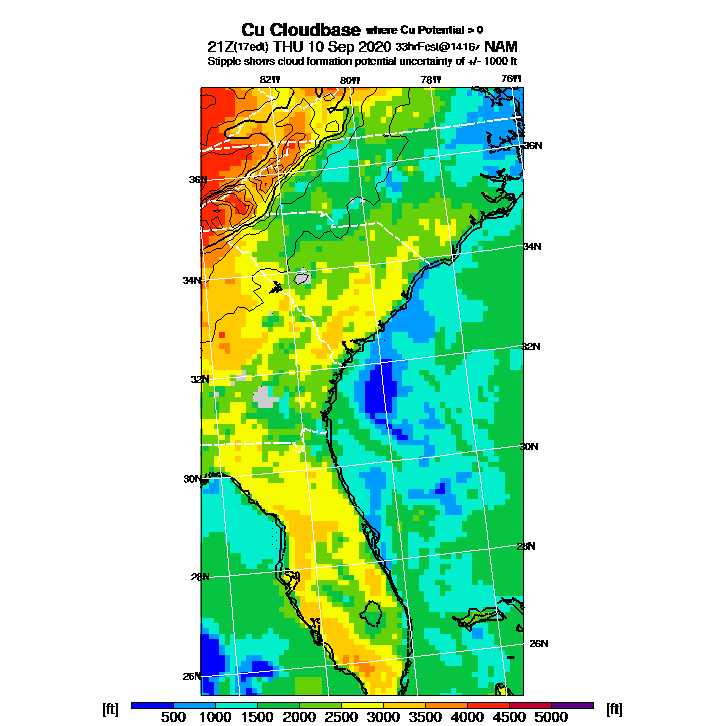 Cu Cloudbase where Cu Potential > 0
21Z(17edt) THU 10 Sep 2020 33hrFcst@1416z NAM
Stipple shows cloud formation potential uncertainty of +/- 1000 ft
82W 80W 78W 76W
36N
36N
34N
34N
32N
32N
30N
30N
28N
28N
26N
26N
[ft] [ft]
500 1000 1500 2000 2500 3000 3500 4000 4500 5000